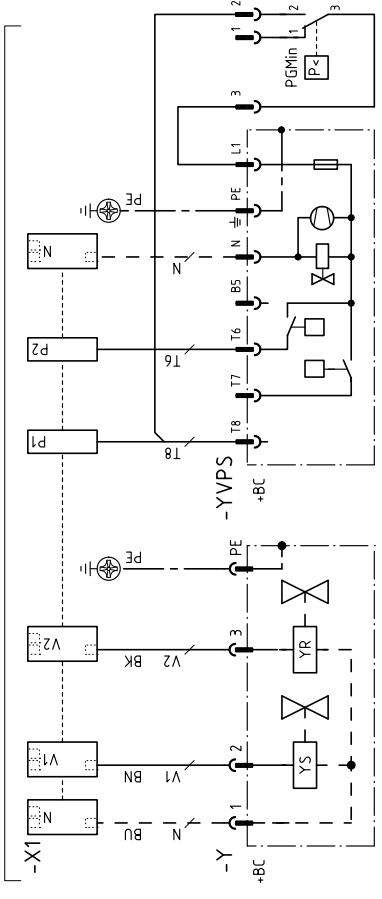 -X1
N V1 V2 P1 P2 N
BU BN BK PE PE
N V1 V2 T8 T6 N
-Y 1 2 3 PE
-YVPS T8 T7 T6 B5 N PE L1 3 1 2
+BC +BC
YS YR
PGMin
P<
1 2
3